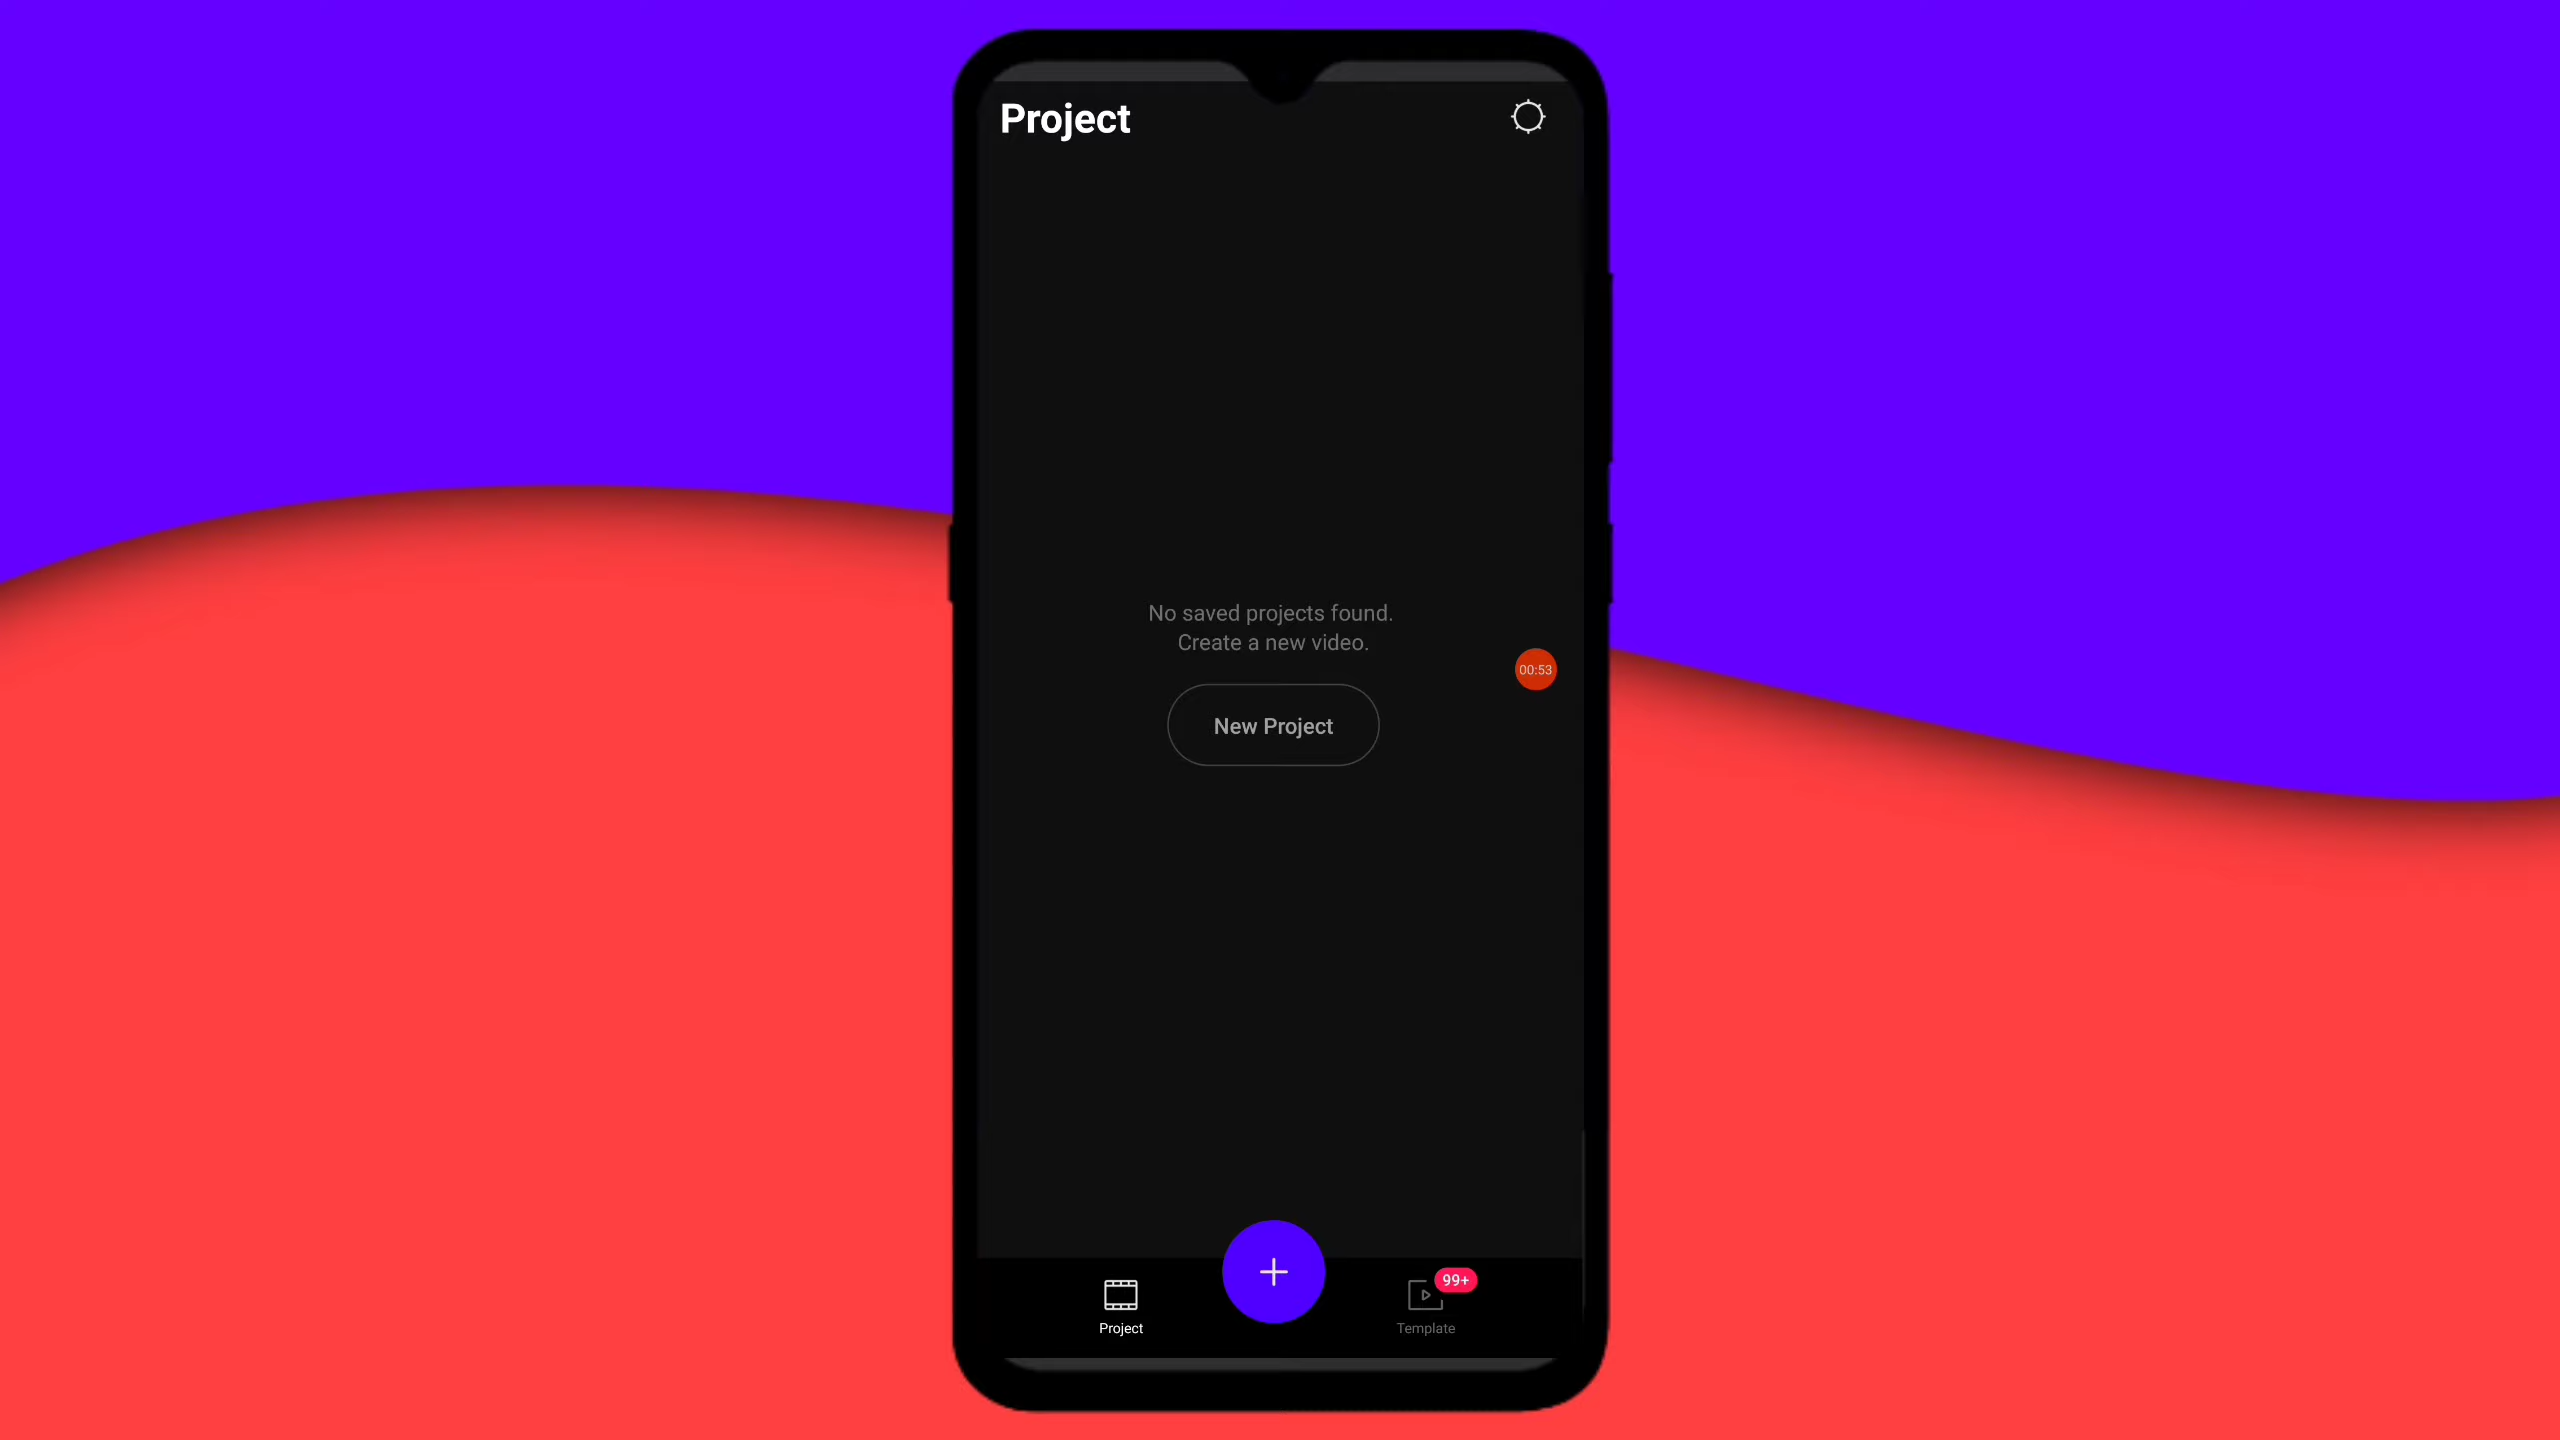 Project
No saved projects found.
Create a new video.
00:53
New Project
99+
Project
Template